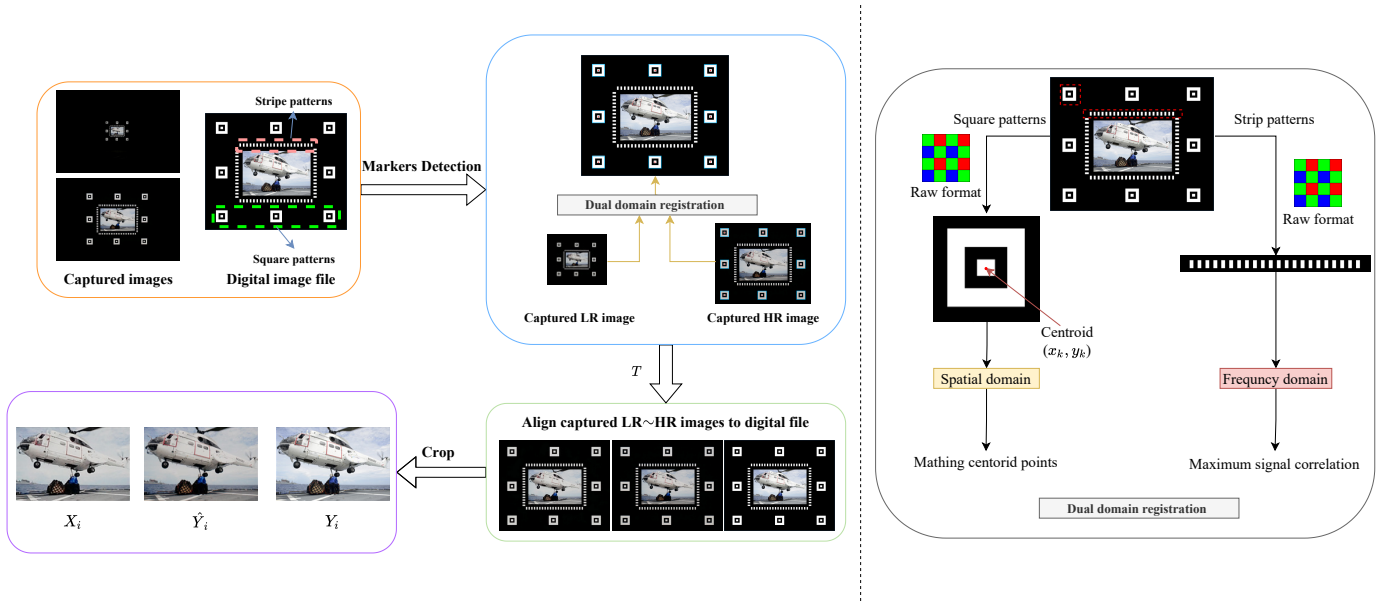 Stripe patterns
Captured images
Square patterns
Digital image file
Markers Detection
Dual domain registration
Captured LR image
Captured HR image
T
Align captured LR~HR images to digital file
Crop
X_i
Ŷ_i
Y_i
Square patterns
Strip patterns
Raw format
Raw format
Centroid
(x_k, y_k)
Spatial domain
Frequncy domain
Mathing centorid points
Maximum signal correlation
Dual domain registration